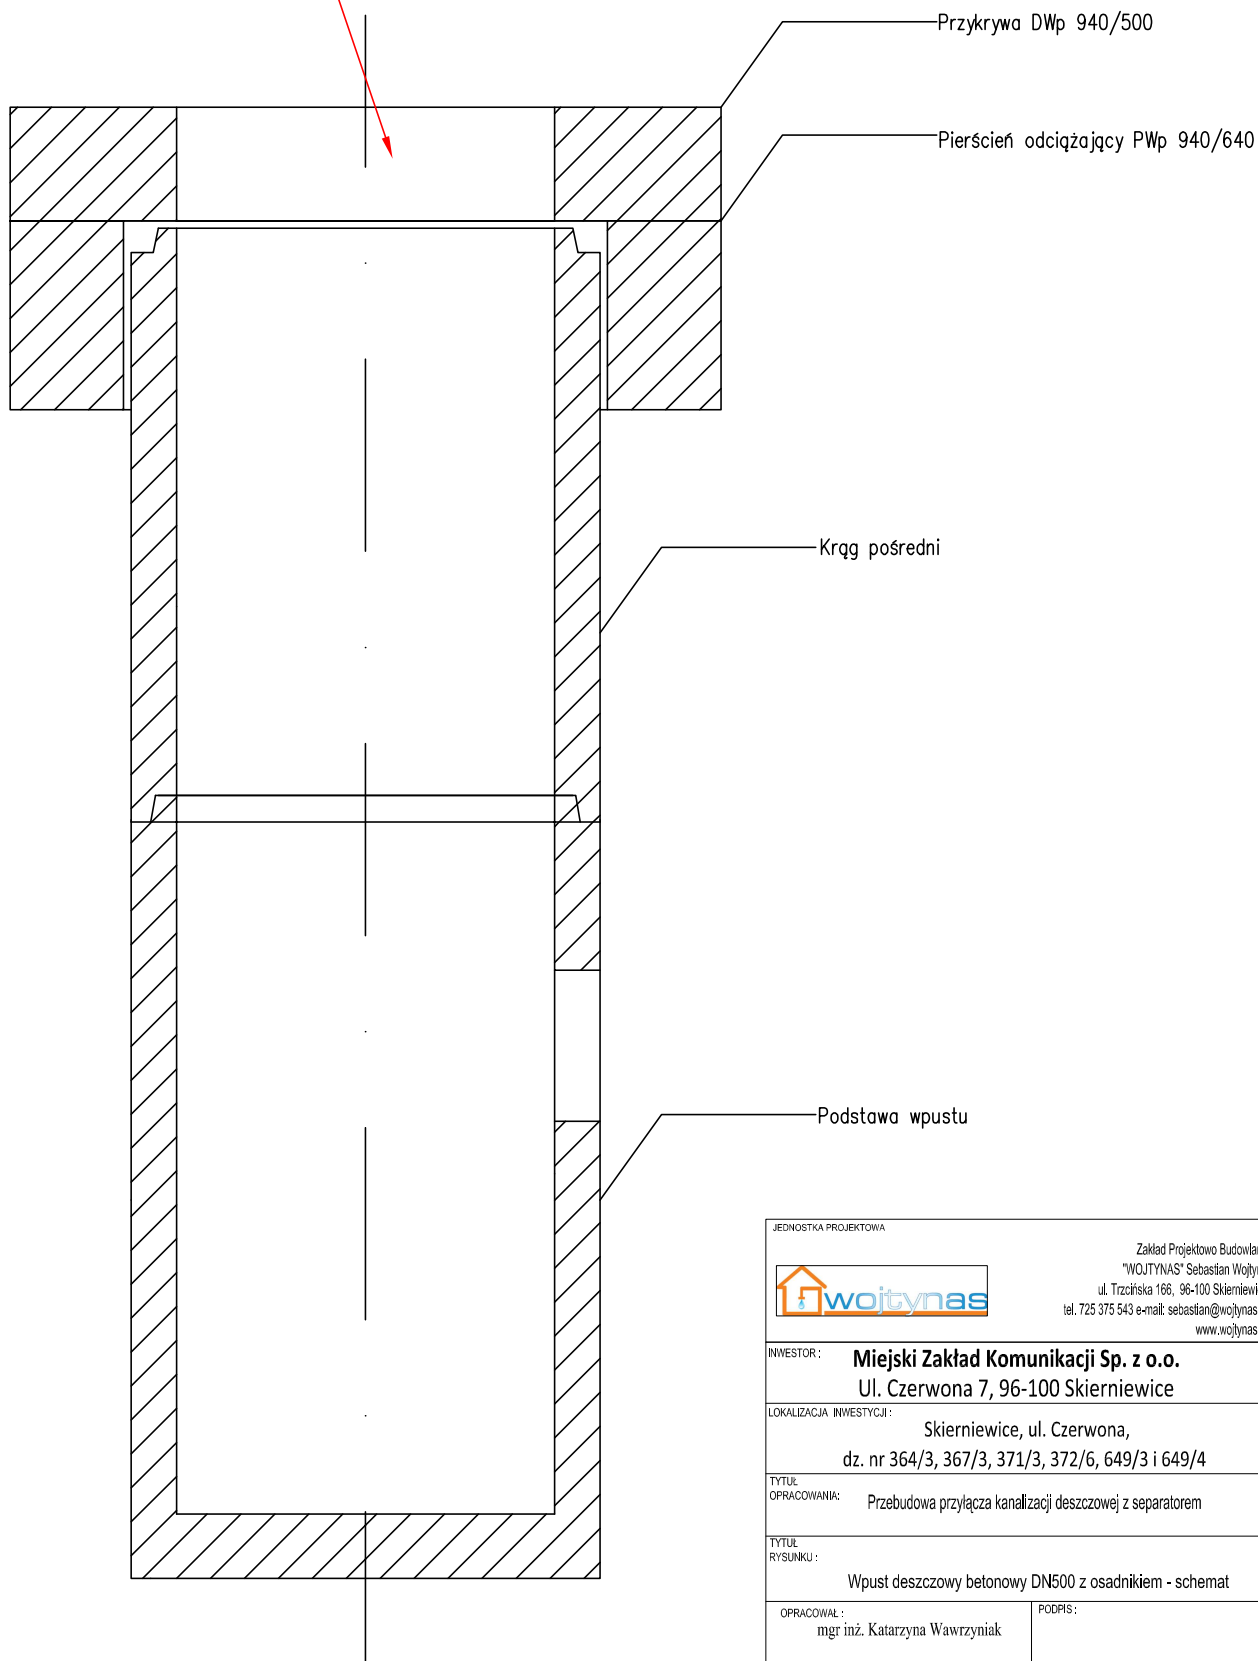 Przykrywa DWp 940/500
Pierścień odciążający PWp 940/640
Krąg pośredni
Podstawa wpustu
JEDNOSTKA PROJEKTOWA
Zakład Projektowo Budowlan
"WOJTYNAS" Sebastian Wojtyn
ul. Trzcińska 166, 96-100 Skierniewi
tel. 725 375 543 e-mail: sebastian@wojtynas
www.wojtynas
wojtynas
INWESTOR :
Miejski Zakład Komunikacji Sp. z o.o.
Ul. Czerwona 7, 96-100 Skierniewice
LOKALIZACJA INWESTYCJI :
Skierniewice, ul. Czerwona,
dz. nr 364/3, 367/3, 371/3, 372/6, 649/3 i 649/4
TYTUŁ
OPRACOWANIA:
Przebudowa przyłącza kanalizacji deszczowej z separatorem
TYTUŁ
RYSUNKU :
Wpust deszczowy betonowy DN500 z osadnikiem - schemat
OPRACOWAŁ :
mgr inż. Katarzyna Wawrzyniak
PODPIS :